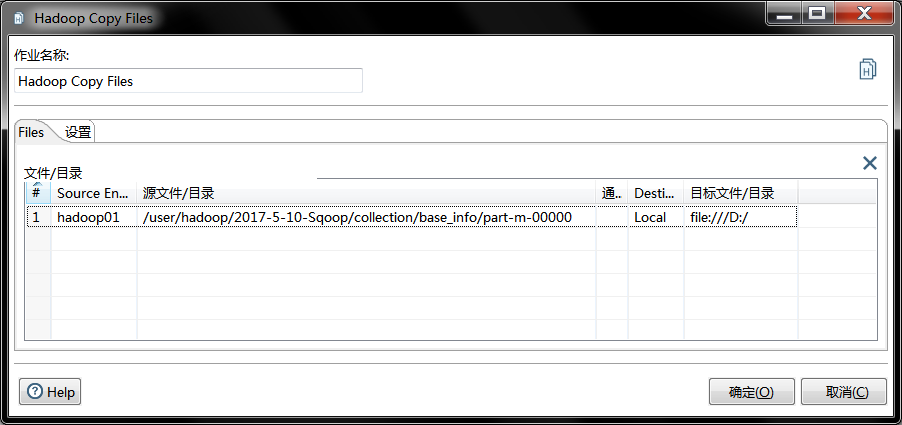 Hadoop Copy Files
作业名称:
Hadoop Copy Files
Files 设置
文件/目录
# Source En... 源文件/目录 通.. Desti... 目标文件/目录
1 hadoop01 /user/hadoop/2017-5-10-Sqoop/collection/base_info/part-m-00000 Local file:///D:/
Help 确定(O) 取消(C)